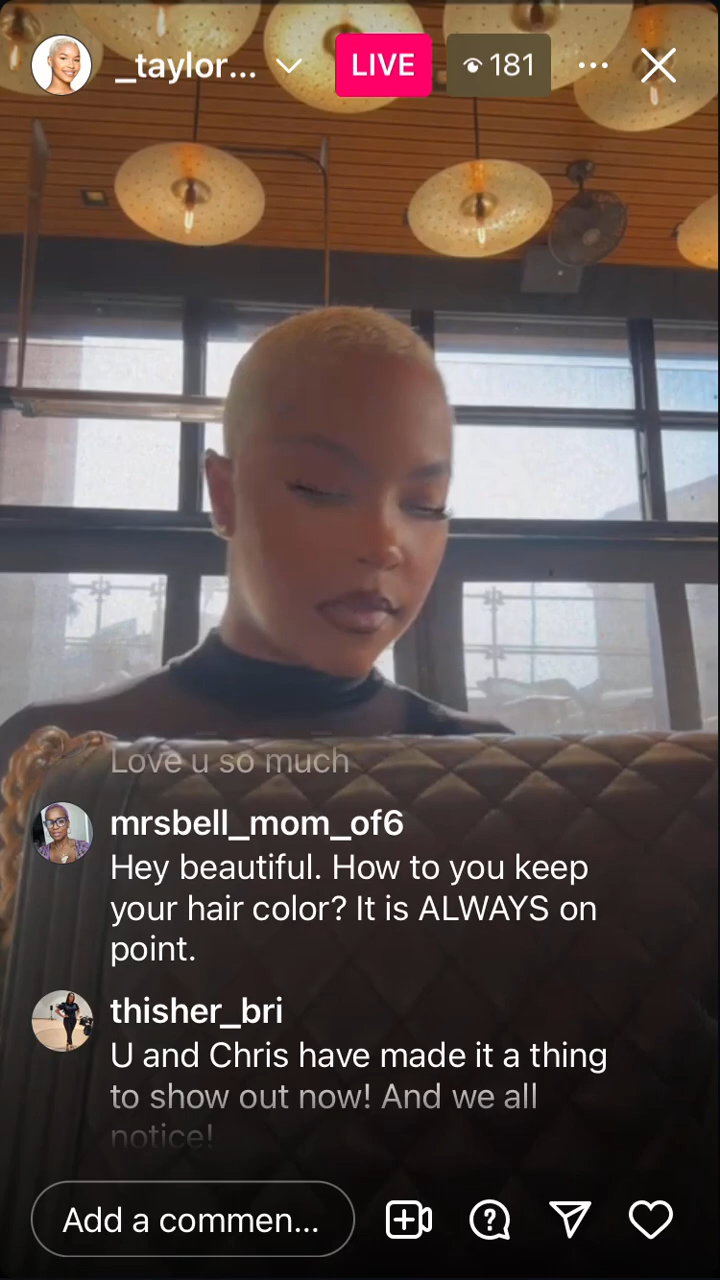 _taylor...
LIVE
181
Love u so much
mrsbell_mom_of6
Hey beautiful. How to you keep
your hair color? It is ALWAYS on
point.
thisher_bri
U and Chris have made it a thing
to show out now! And we all
notice!
Add a commen...